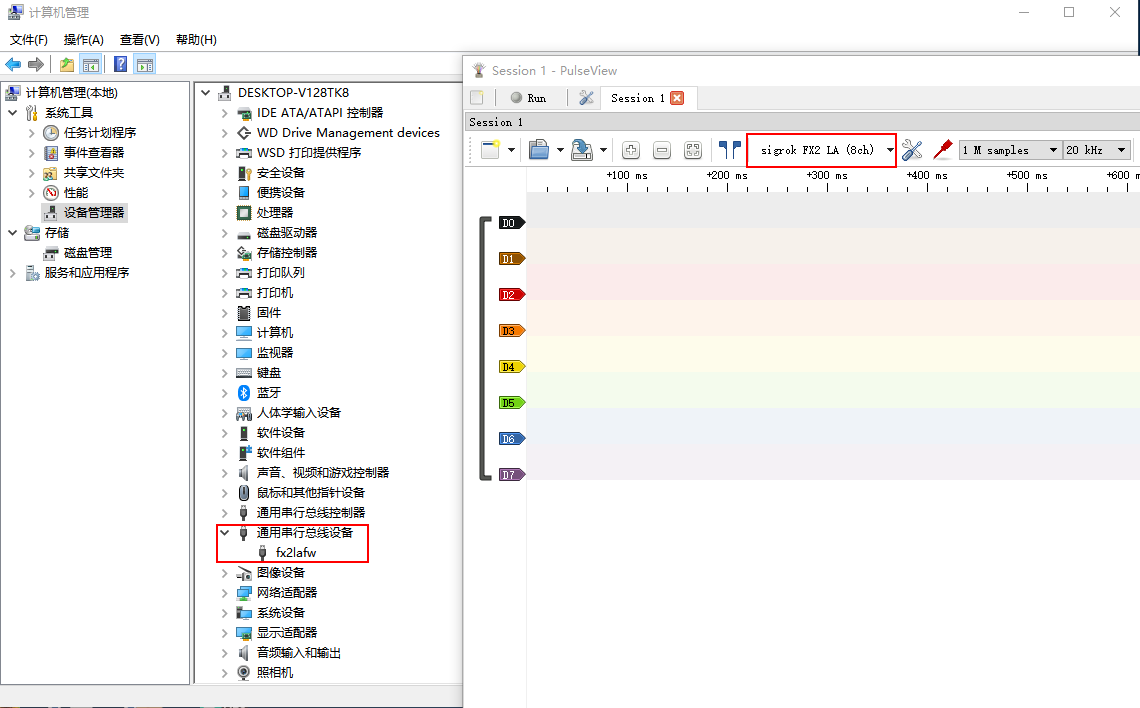 计算机管理
文件(F) 操作(A) 查看(V) 帮助(H)
计算机管理(本地)
系统工具
任务计划程序
事件查看器
共享文件夹
性能
设备管理器
存储
磁盘管理
服务和应用程序
DESKTOP-V128TK8
IDE ATA/ATAPI 控制器
WD Drive Management devices
WSD 打印提供程序
安全设备
便携设备
处理器
磁盘驱动器
存储控制器
打印队列
打印机
固件
计算机
监视器
键盘
蓝牙
人体学输入设备
软件设备
软件组件
声音、视频和游戏控制器
鼠标和其他指针设备
通用串行总线控制器
通用串行总线设备
fx2lafw
图像设备
网络适配器
系统设备
显示适配器
音频输入和输出
照相机
Session 1 - PulseView
Run Session 1
Session 1
sigrok FX2 LA (8ch) 1 M samples 20 kHz
+100 ms +200 ms +300 ms +400 ms +500 ms +600 m
D0
D1
D2
D3
D4
D5
D6
D7